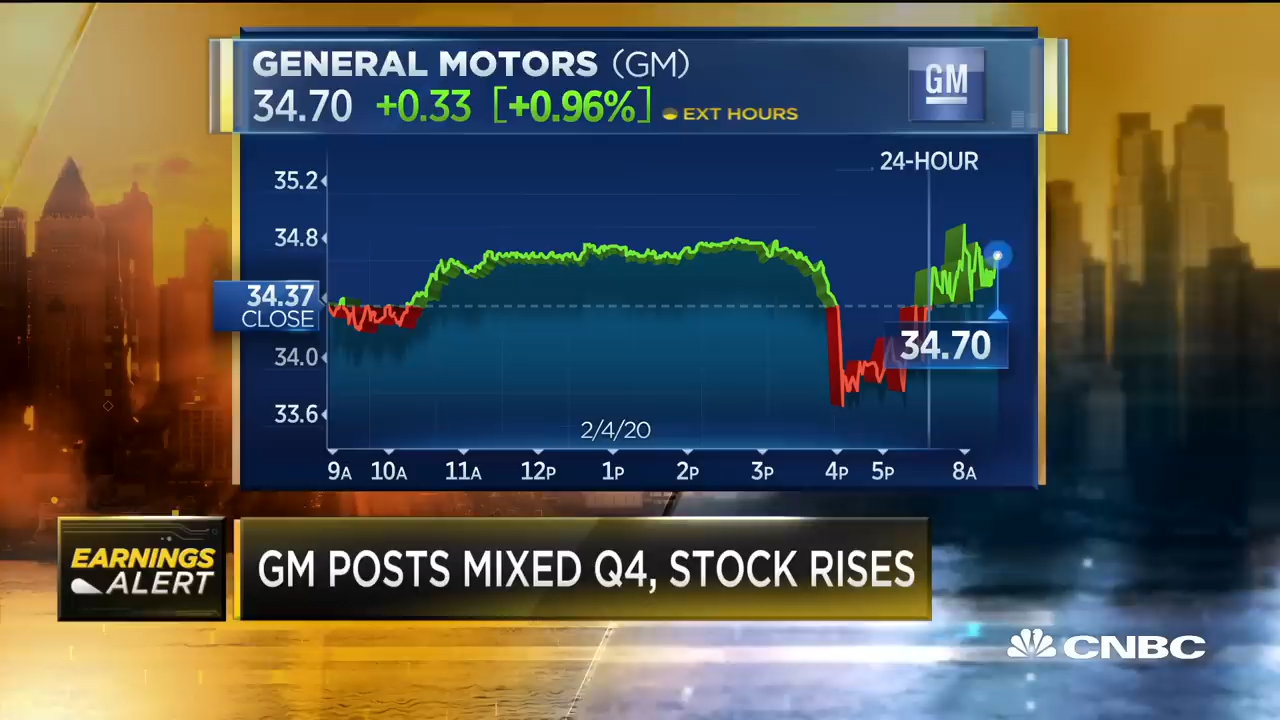 GENERAL MOTORS (GM)
34.70 +0.33 [+0.96%] EXT HOURS
GM
24-HOUR
35.2
34.8
34.37
CLOSE
34.0
33.6
34.70
2/4/20
9A 10A 11A 12P 1P 2P 3P 4P 5P 8A
EARNINGS
ALERT
GM POSTS MIXED Q4, STOCK RISES
CNBC